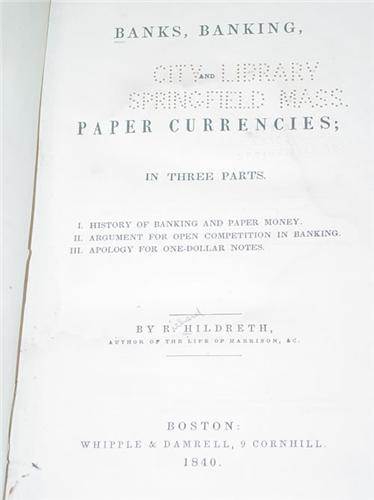 BANKS, BANKING,
AND
CITY LIBRARY
SPRINGFIELD MASS.
PAPER CURRENCIES;
IN THREE PARTS.
I. HISTORY OF BANKING AND PAPER MONEY.
II. ARGUMENT FOR OPEN COMPETITION IN BANKING.
III. APOLOGY FOR ONE-DOLLAR NOTES.
Richard
BY R. HILDRETH,
AUTHOR OF THE LIFE OF HARRISON, &C.
BOSTON:
WHIPPLE & DAMRELL, 9 CORNHILL.
1840.